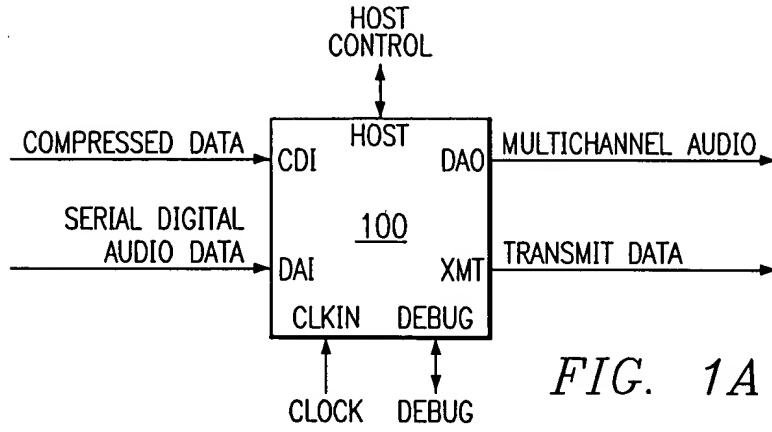 HOST
CONTROL
COMPRESSED DATA
HOST
MULTICHANNEL AUDIO
CDI
DAO
SERIAL DIGITAL
AUDIO DATA
100
TRANSMIT DATA
DAI
XMT
CLKIN
DEBUG
CLOCK
DEBUG
FIG. 1A